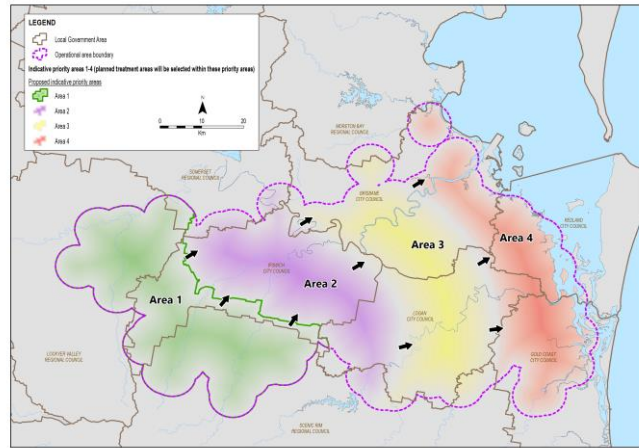 LEGEND
Local Government Area
Operational area boundary
Indicative priority areas 1-4 (planned treatment areas will be selected within these priority areas)
Proposed indicative priority areas
Area 1
Area 2
Area 3
Area 4
N
0 10 20
Km
MORETON BAY
REGIONAL COUNCIL
SOMERSET
REGIONAL COUNCIL
BRISBANE
CITY COUNCIL
REDLAND
CITY COUNCIL
Area 3
Area 4
IPSWICH
CITY COUNCIL
Area 2
Area 1
LOGAN
CITY COUNCIL
LOCKYER VALLEY
REGIONAL COUNCIL
GOLD COAST
CITY COUNCIL
SCENIC RIM
REGIONAL COUNCIL